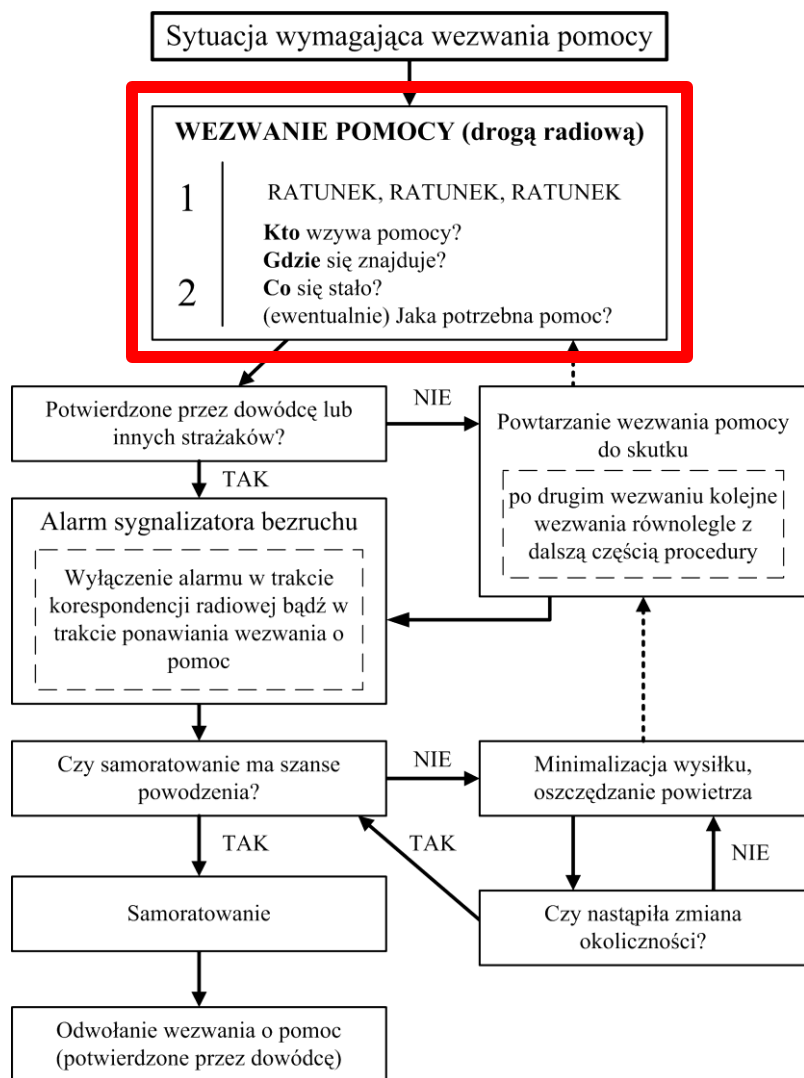 Sytuacja wymagająca wezwania pomocy
WEZWANIE POMOCY (drogą radiową)
1
RATUNEK, RATUNEK, RATUNEK
2
Kto wzywa pomocy?
Gdzie się znajduje?
Co się stało?
(ewentualnie) Jaka potrzebna pomoc?
Potwierdzone przez dowódcę lub
innych strażaków?
NIE
TAK
Powtarzanie wezwania pomocy
do skutku
po drugim wezwaniu kolejne
wezwania równolegle z
dalszą częścią procedury
Alarm sygnalizatora bezruchu
Wyłączenie alarmu w trakcie
korespondencji radiowej bądź w
trakcie ponawiania wezwania o
pomoc
Czy samoratowanie ma szanse
powodzenia?
NIE
Minimalizacja wysiłku,
oszczędzanie powietrza
TAK
TAK
NIE
Samoratowanie
Czy nastąpiła zmiana
okoliczności?
Odwołanie wezwania o pomoc
(potwierdzone przez dowódcę)